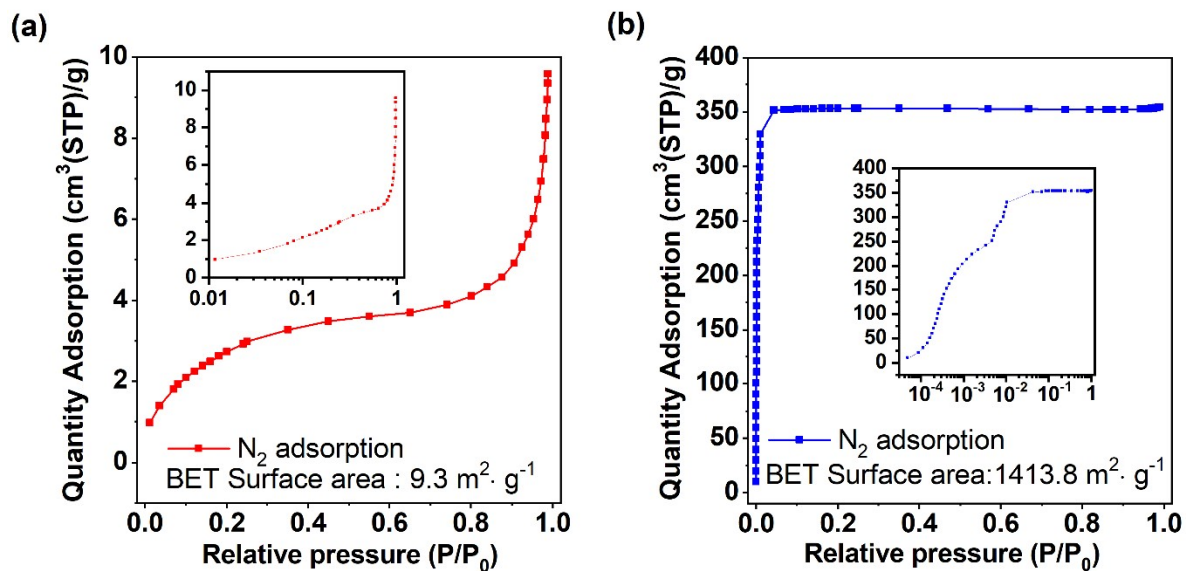 (a)
Quantity Adsorption (cm³(STP)/g)
10
8
6
4
2
0
10
8
6
4
2
0
0.01 0.1 1
N₂ adsorption
BET Surface area : 9.3 m²· g⁻¹
0.0 0.2 0.4 0.6 0.8 1.0
Relative pressure (P/P₀)
(b)
Quantity Adsorption (cm³(STP)/g)
400
350
300
250
200
150
100
50
0
400
350
300
250
200
150
100
50
0
10⁻⁴ 10⁻³ 10⁻² 10⁻¹ 1
N₂ adsorption
BET Surface area:1413.8 m²· g⁻¹
0.0 0.2 0.4 0.6 0.8 1.0
Relative pressure (P/P₀)